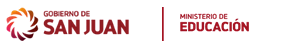 GOBIERNO DE
SAN JUAN
MINISTERIO DE
EDUCACIÓN